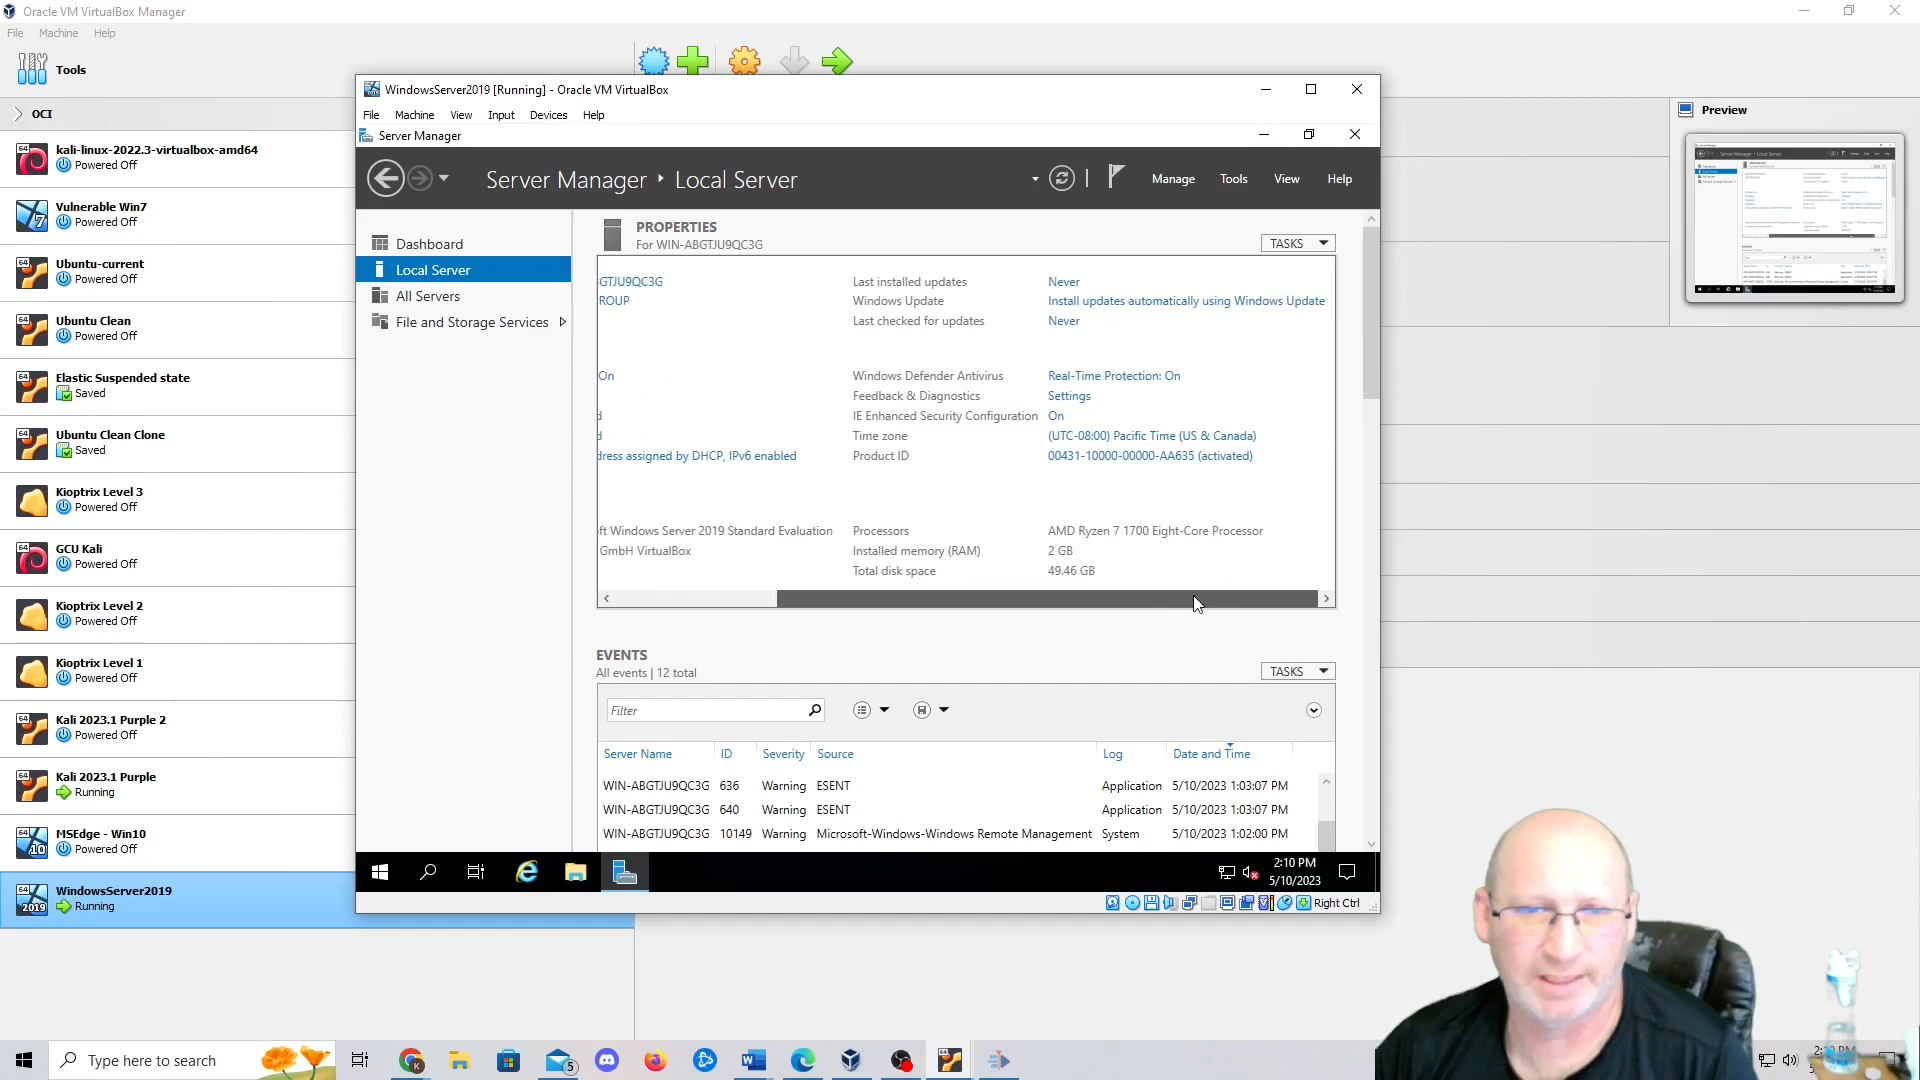 Oracle VM VirtualBox Manager
File Machine Help
Tools
OCI
64
kali-linux-2022.3-virtualbox-amd64
Powered Off
Vulnerable Win7
Powered Off
Ubuntu-current
Powered Off
Ubuntu Clean
Powered Off
Elastic Suspended state
Saved
Ubuntu Clean Clone
Saved
Kioptrix Level 3
Powered Off
GCU Kali
Powered Off
Kioptrix Level 2
Powered Off
Kioptrix Level 1
Powered Off
Kali 2023.1 Purple 2
Powered Off
Kali 2023.1 Purple
Running
MSEdge - Win10
Powered Off
WindowsServer2019
Running
Preview
WindowsServer2019 [Running] - Oracle VM VirtualBox
File Machine View Input Devices Help
Server Manager
Server Manager Local Server
Manage Tools View Help
Dashboard
Local Server
All Servers
File and Storage Services
PROPERTIES
For WIN-ABGTJU9QC3G
TASKS
GTJU9QC3G Last installed updates Never
ROUP Windows Update Install updates automatically using Windows Update
Last checked for updates Never
On Windows Defender Antivirus Real-Time Protection: On
Feedback & Diagnostics Settings
d IE Enhanced Security Configuration On
d Time zone (UTC-08:00) Pacific Time (US & Canada)
dress assigned by DHCP, IPv6 enabled Product ID 00431-10000-00000-AA635 (activated)
ft Windows Server 2019 Standard Evaluation Processors AMD Ryzen 7 1700 Eight-Core Processor
GmbH VirtualBox Installed memory (RAM) 2 GB
Total disk space 49.46 GB
EVENTS
All events | 12 total
TASKS
Filter
Server Name ID Severity Source Log Date and Time
WIN-ABGTJU9QC3G 636 Warning ESENT Application 5/10/2023 1:03:07 PM
WIN-ABGTJU9QC3G 640 Warning ESENT Application 5/10/2023 1:03:07 PM
WIN-ABGTJU9QC3G 10149 Warning Microsoft-Windows-Windows Remote Management System 5/10/2023 1:02:00 PM
2:10 PM
5/10/2023
Right Ctrl
Type here to search
5